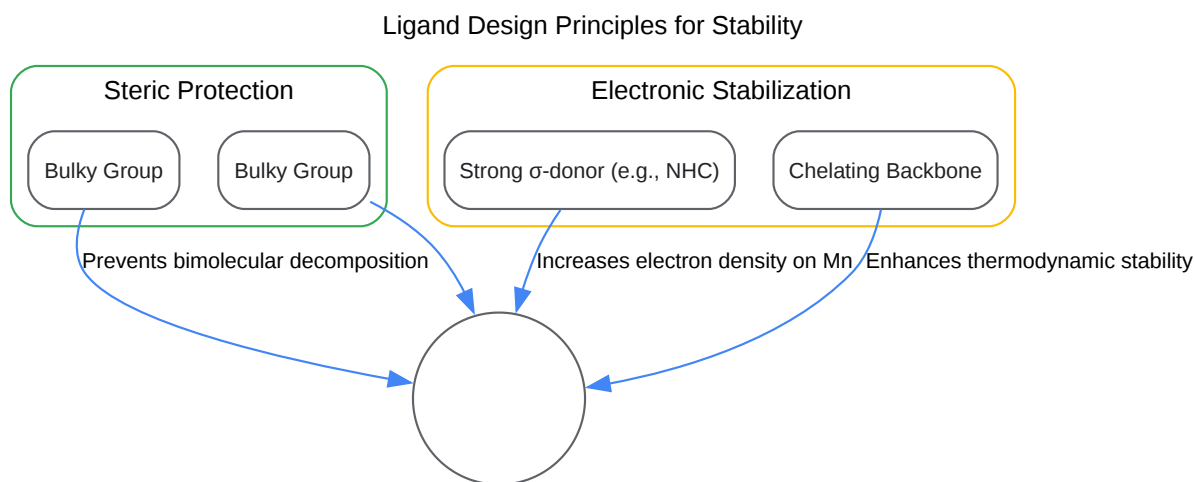 Ligand Design Principles for Stability
Steric Protection
Electronic Stabilization
Bulky Group
Bulky Group
Strong σ-donor (e.g., NHC)
Chelating Backbone
Prevents bimolecular decomposition
Increases electron density on Mn
Enhances thermodynamic stability